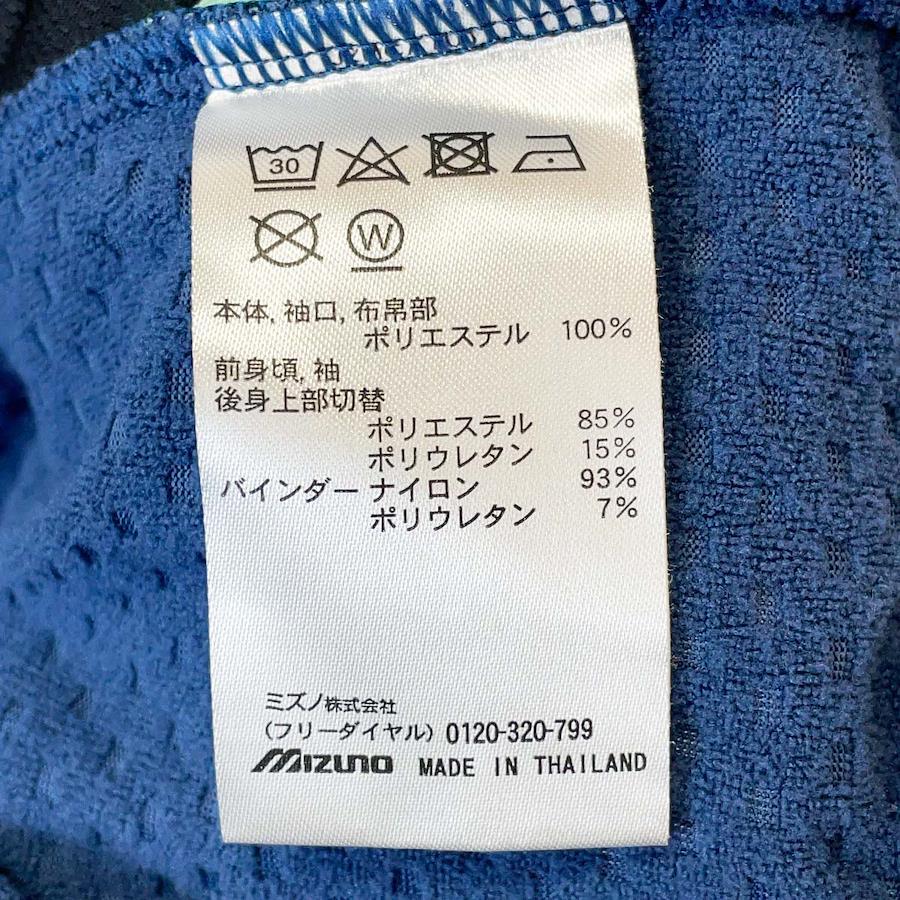 30
W
本体, 袖口, 布帛部
ポリエステル 100%
前身頃, 袖
後身上部切替
ポリエステル 85%
ポリウレタン 15%
バインダー ナイロン 93%
ポリウレタン 7%
ミズノ株式会社
(フリーダイヤル) 0120-320-799
MIZUNO MADE IN THAILAND